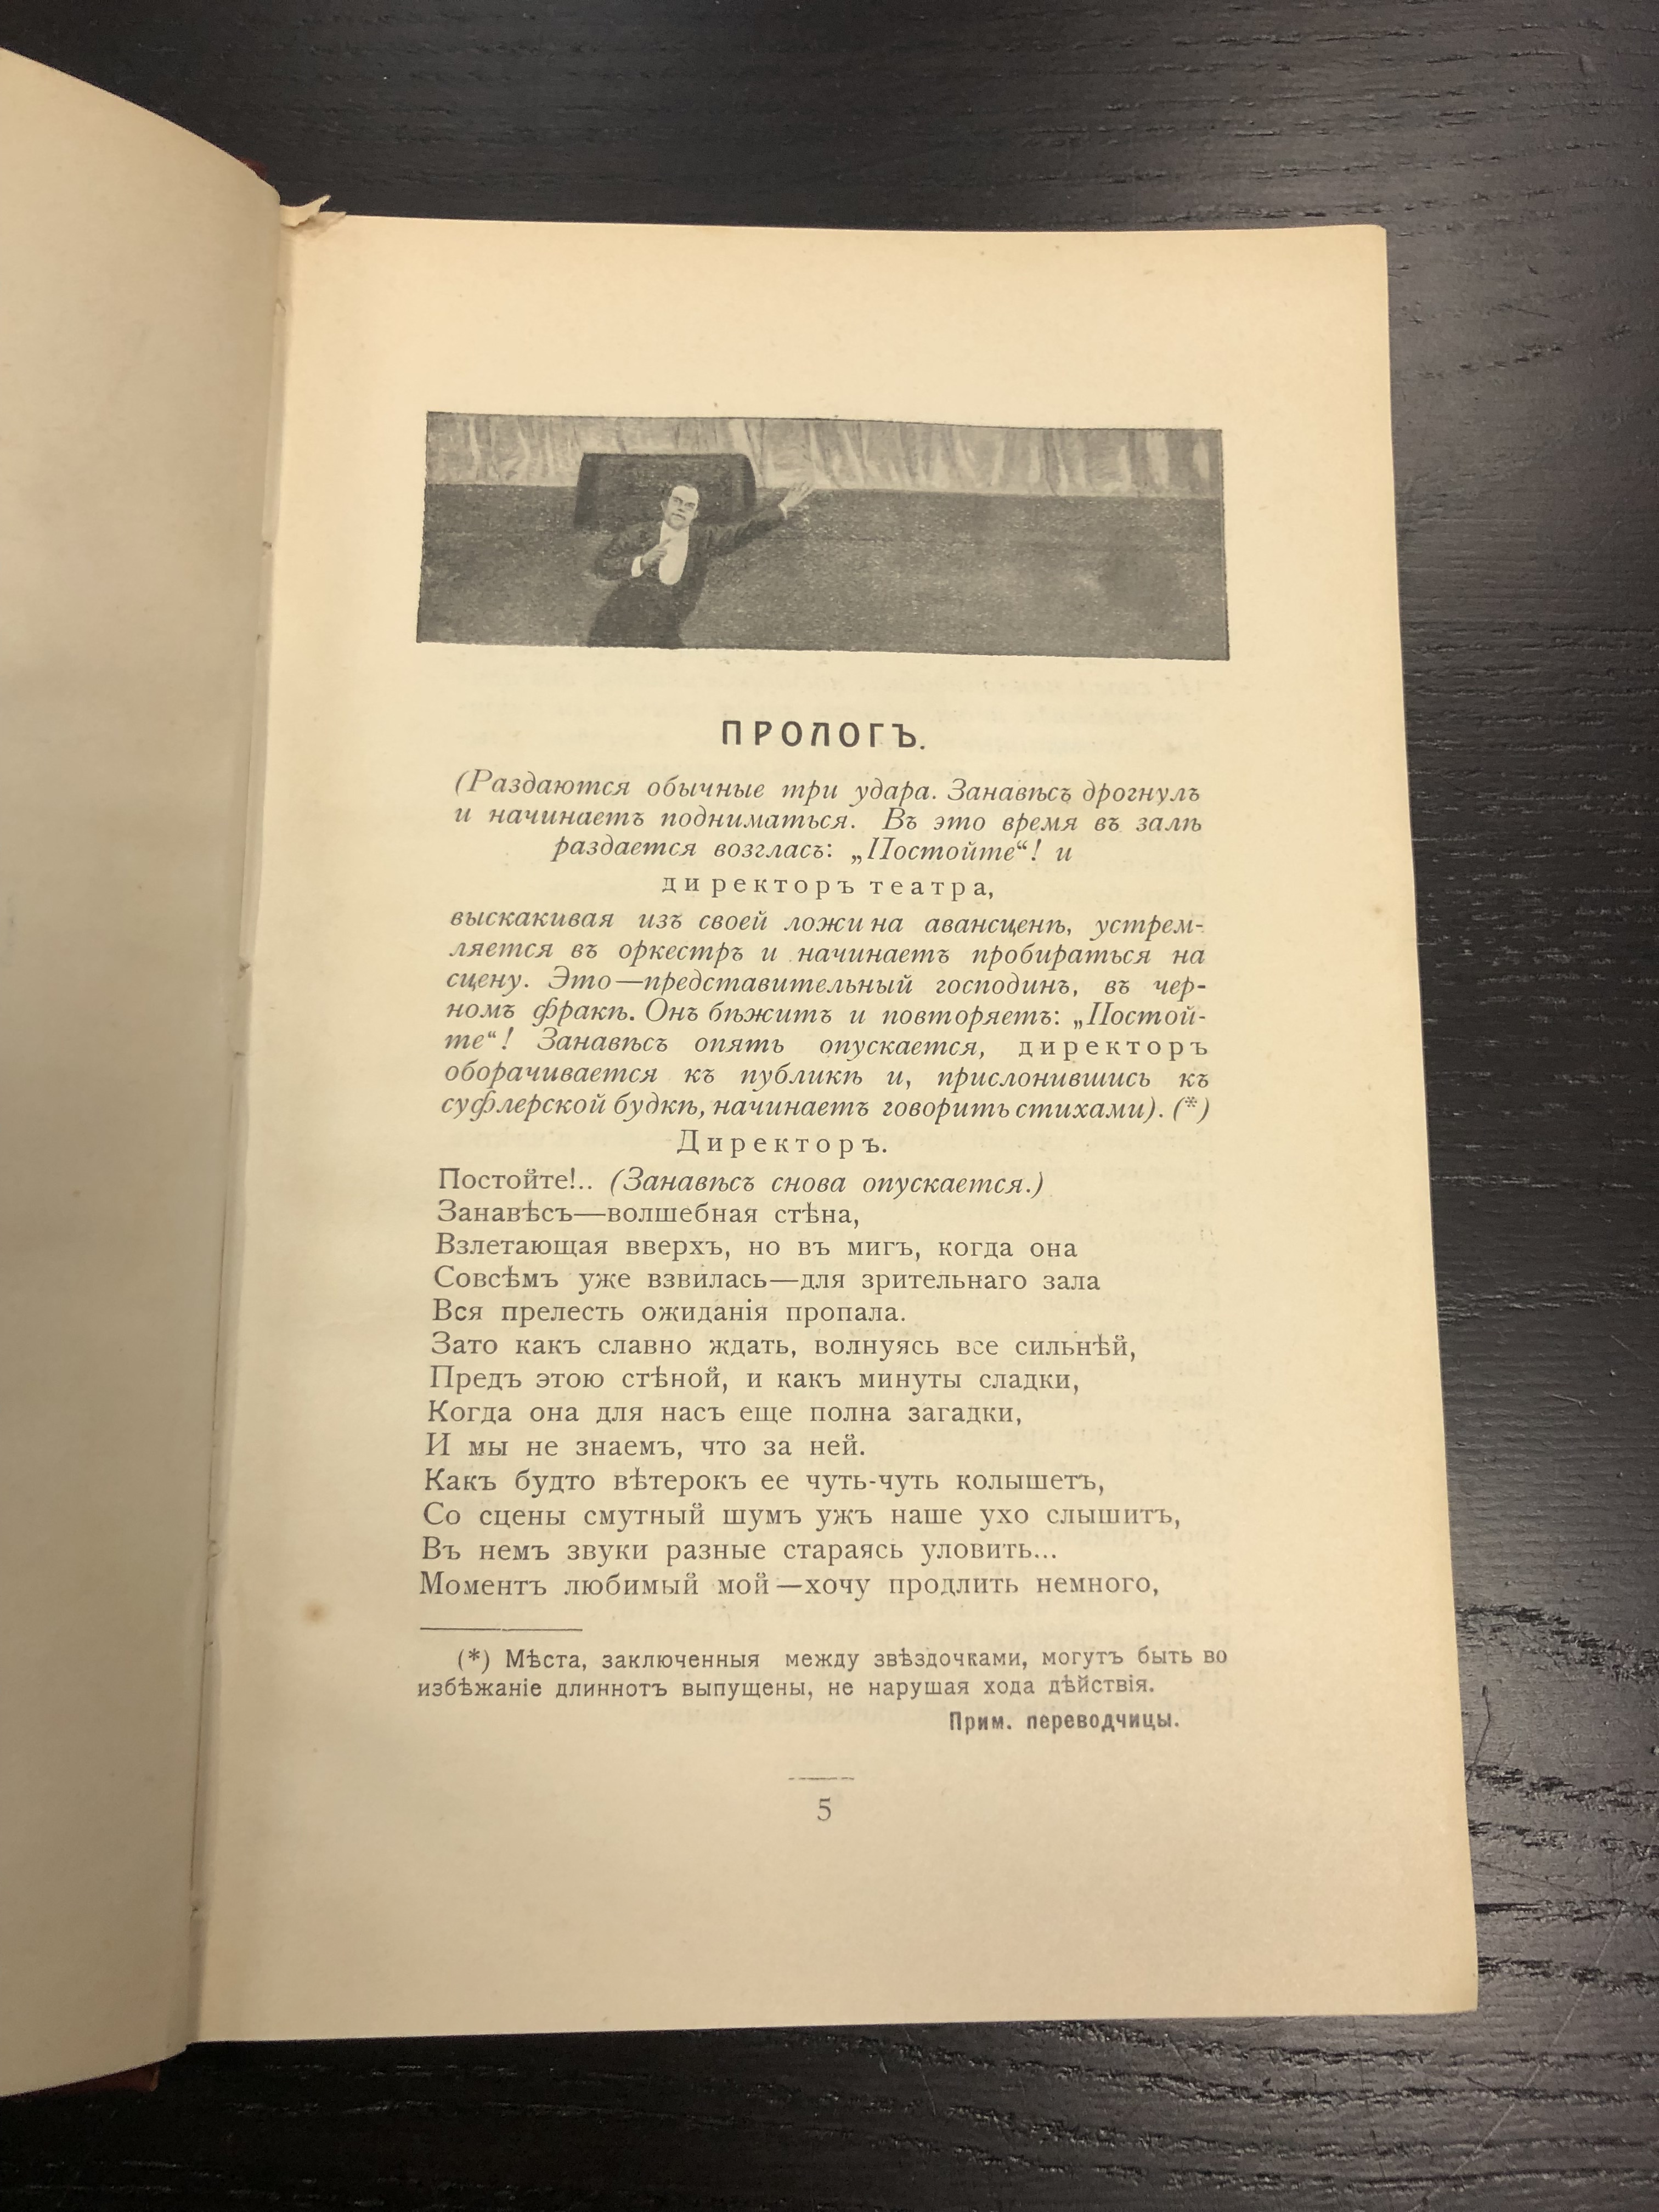 ПРОЛОГЪ.
(Раздаются обычные три удара. Занавѣсъ дрогнулъ
и начинаетъ подниматься. Въ это время въ залѣ
раздается возгласъ: „Постойте“! и
директоръ театра,
выскакивая изъ своей ложи на авансценѣ, устрем-
ляется въ оркестръ и начинаетъ пробираться на
сцену. Это—представительный господинъ, въ чер-
номъ фракѣ. Онъ бѣжитъ и повторяетъ: „Постой-
те“! Занавѣсъ опять опускается, директоръ
оборачивается къ публикѣ и, прислонившись къ
суфлерской будкѣ, начинаетъ говорить стихами). (*)
Директоръ.
Постойте!.. (Занавѣсъ снова опускается.)
Занавѣсъ—волшебная стѣна,
Взлетающая вверхъ, но въ мигъ, когда она
Совсѣмъ уже взвилась—для зрительнаго зала
Вся прелесть ожиданія пропала.
Зато какъ славно ждать, волнуясь все сильнѣй,
Предъ этою стѣной, и какъ минуты сладки,
Когда она для насъ еще полна загадки,
И мы не знаемъ, что за ней.
Какъ будто вѣтерокъ ее чуть-чуть колышетъ,
Со сцены смутный шумъ ужъ наше ухо слышитъ,
Въ немъ звуки разные стараясь уловить...
Моментъ любимый мой—хочу продлить немного,
(*) Мѣста, заключенныя между звѣздочками, могутъ быть во
избѣжаніе длиннотъ выпущены, не нарушая хода дѣйствія.
Прим. переводчицы.
5